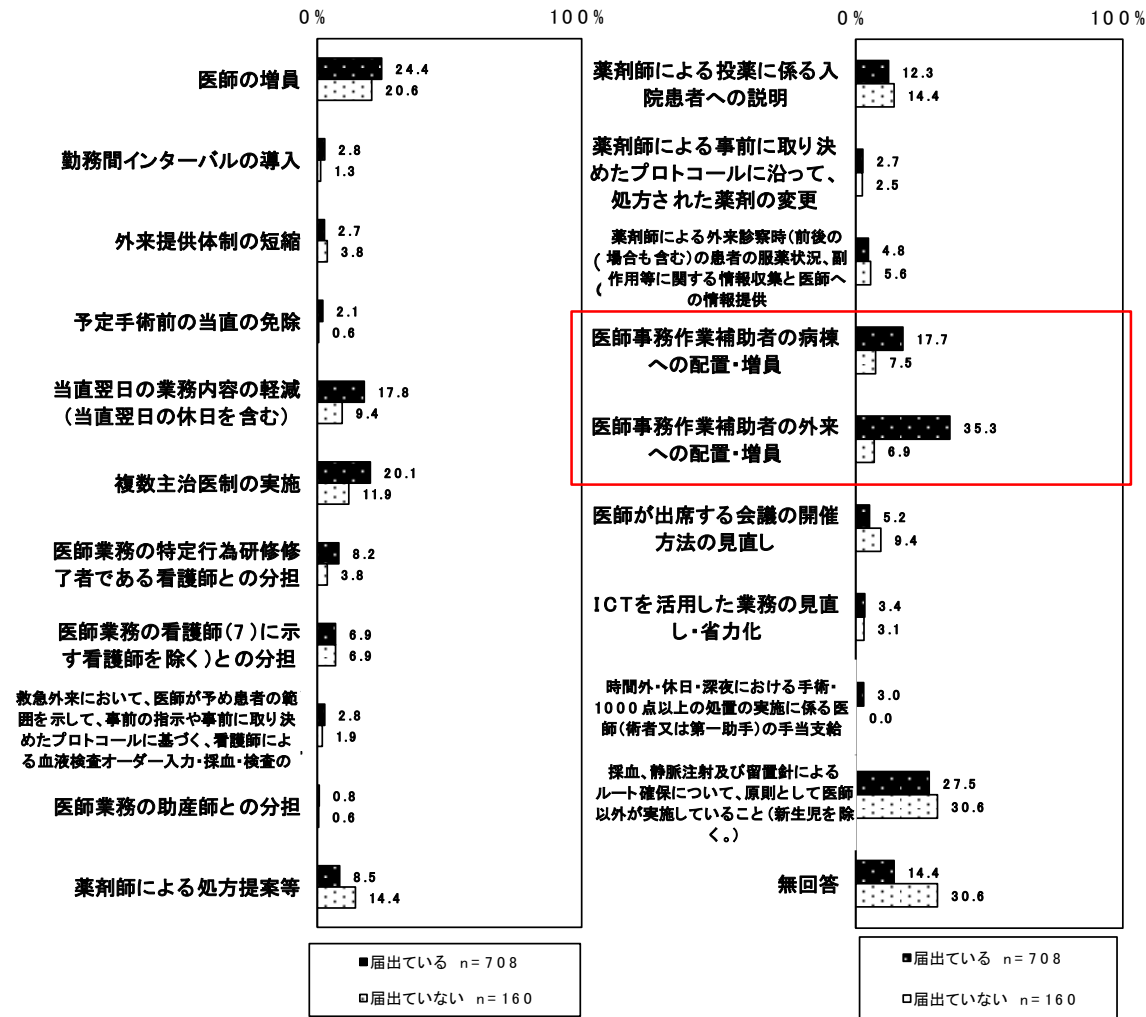 0%
100%
医師の増員
24.4
20.6
勤務間インターバルの導入
2.8
1.3
外来提供体制の短縮
2.7
3.8
予定手術前の当直の免除
2.1
0.6
当直翌日の業務内容の軽減
(当直翌日の休日を含む)
17.8
9.4
複数主治医制の実施
20.1
11.9
医師業務の特定行為研修修
了者である看護師との分担
8.2
3.8
医師業務の看護師(7)に示
す看護師を除く)との分担
6.9
6.9
救急外来において、医師が予め患者の範
囲を示して、事前の指示や事前に取り決
めたプロトコールに基づく、看護師によ
る血液検査オーダー入力・採血・検査の
2.8
1.9
医師業務の助産師との分担
0.8
0.6
薬剤師による処方提案等
8.5
14.4
■届出ている n=708
届出ていない n=160
0%
100%
薬剤師による投薬に係る入
院患者への説明
12.3
14.4
薬剤師による事前に取り決
めたプロトコールに沿って、
処方された薬剤の変更
2.7
2.5
薬剤師による外来診察時(前後の
場合も含む)の患者の服薬状況、副
作用等に関する情報収集と医師へ
の情報提供
4.8
5.6
医師事務作業補助者の病棟
への配置・増員
17.7
7.5
医師事務作業補助者の外来
への配置・増員
35.3
6.9
医師が出席する会議の開催
方法の見直し
5.2
9.4
ICTを活用した業務の見直
し・省力化
3.4
3.1
時間外・休日・深夜における手術・
1000点以上の処置の実施に係る医
師(術者又は第一助手)の手当支給
3.0
0.0
採血、静脈注射及び留置針による
ルート確保について、原則として医師
以外が実施していること(新生児を除
く。)
27.5
30.6
無回答
14.4
30.6
■届出ている n=708
□届出ていない n=160